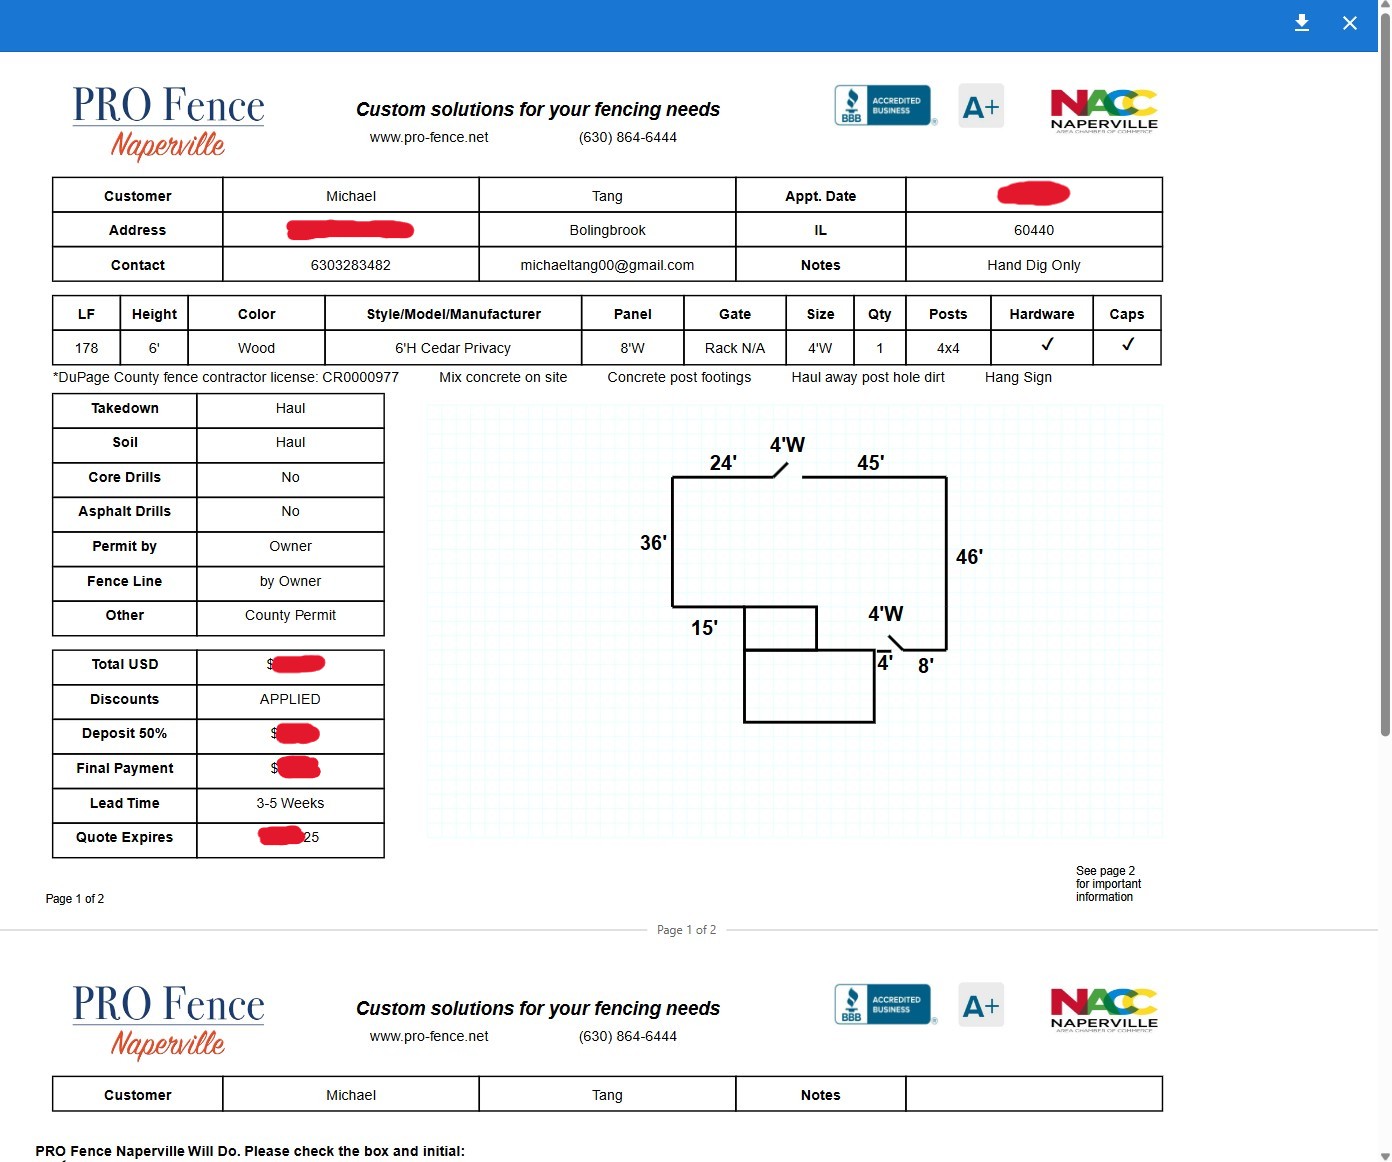 PRO Fence
Naperville
Custom solutions for your fencing needs
www.pro-fence.net (630) 864-6444
BBB ACCREDITED BUSINESS ®
A+
NACC
NAPERVILLE
AREA CHAMBER OF COMMERCE
Customer Michael Tang Appt. Date
Address Bolingbrook IL 60440
Contact 6303283482 michaeltang00@gmail.com Notes Hand Dig Only
LF Height Color Style/Model/Manufacturer Panel Gate Size Qty Posts Hardware Caps
178 6' Wood 6'H Cedar Privacy 8'W Rack N/A 4'W 1 4x4 ✓ ✓
*DuPage County fence contractor license: CR0000977 Mix concrete on site Concrete post footings Haul away post hole dirt Hang Sign
Takedown Haul
Soil Haul
Core Drills No
Asphalt Drills No
Permit by Owner
Fence Line by Owner
Other County Permit
Total USD $
Discounts APPLIED
Deposit 50% $
Final Payment $
Lead Time 3-5 Weeks
Quote Expires 25
4'W
24' 45'
36'
46'
4'W
15'
4' 8'
See page 2
for important
information
Page 1 of 2
Page 1 of 2
PRO Fence
Naperville
Custom solutions for your fencing needs
www.pro-fence.net (630) 864-6444
BBB ACCREDITED BUSINESS ®
A+
NACC
NAPERVILLE
AREA CHAMBER OF COMMERCE
Customer Michael Tang Notes
PRO Fence Naperville Will Do. Please check the box and initial: